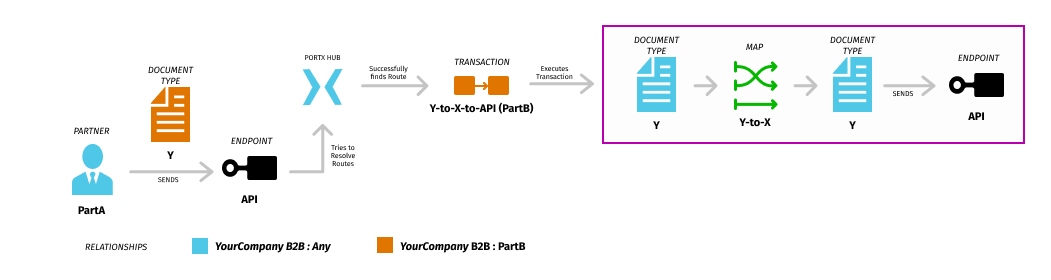 PARTNER
PartA
DOCUMENT
TYPE
Y
SENDS
ENDPOINT
API
PORTX HUB
Tries to
Resolve
Routes
Successfully
finds Route
TRANSACTION
Y-to-X-to-API (PartB)
Executes
Transaction
DOCUMENT
TYPE
Y
MAP
Y-to-X
DOCUMENT
TYPE
Y
SENDS
ENDPOINT
API
RELATIONSHIPS
YourCompany B2B : Any
YourCompany B2B : PartB